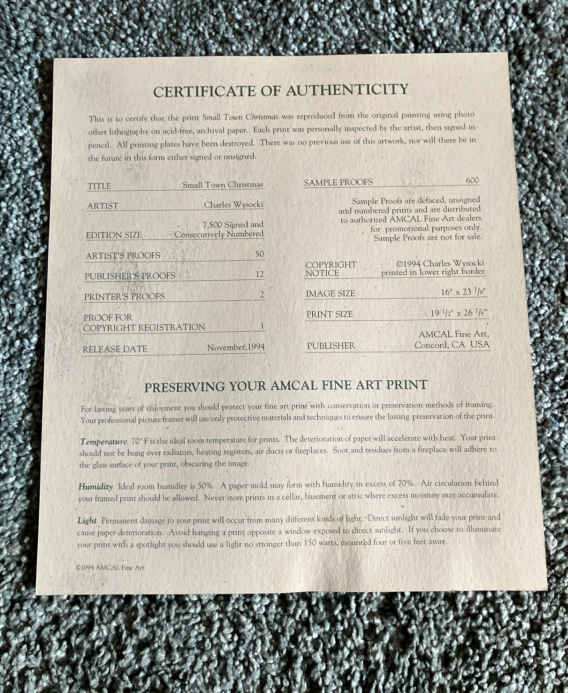 CERTIFICATE OF AUTHENTICITY
This is to certify that the print Small Town Christmas was reproduced from the original painting using photo
other lithography on acid-free, archival paper. Each print was personally inspected by the artist, then signed in
pencil. All printing plates have been destroyed. There was no previous use of this artwork, nor will there be in
the future in this form either signed or unsigned.
TITLE Small Town Christmas
ARTIST Charles Wysocki
EDITION SIZE 7,500 Signed and
Consecutively Numbered
ARTIST'S PROOFS 50
PUBLISHER'S PROOFS 12
PRINTER'S PROOFS 2
PROOF FOR
COPYRIGHT REGISTRATION 1
RELEASE DATE November, 1994
SAMPLE PROOFS 600
Sample Proofs are defaced, unsigned
and numbered prints and are distributed
to authorized AMCAL Fine Art dealers
for promotional purposes only.
Sample Proofs are not for sale.
COPYRIGHT ©1994 Charles Wysocki
NOTICE printed in lower right border
IMAGE SIZE 16" x 23 7/8"
PRINT SIZE 19 1/2" x 26 7/8"
AMCAL Fine Art,
PUBLISHER Concord, CA USA
PRESERVING YOUR AMCAL FINE ART PRINT
For lasting years of enjoyment you should protect your fine art print with conservation or preservation methods of framing.
Your professional picture framer will use only protective materials and techniques to ensure the lasting preservation of the print.
Temperature 70°F is the ideal room temperature for prints. The deterioration of paper will accelerate with heat. Your print
should not be hung over radiators, heating registers, air ducts or fireplaces. Soot and residues from a fireplace will adhere to
the glass surface of your print, obscuring the image.
Humidity Ideal room humidity is 50%. A paper mold may form with humidity in excess of 70%. Air circulation behind
your framed print should be allowed. Never store prints in a cellar, basement or attic where excess moisture may accumulate.
Light Permanent damage to your print will occur from many different kinds of light. Direct sunlight will fade your print and
cause paper deterioration. Avoid hanging a print opposite a window exposed to direct sunlight. If you choose to illuminate
your print with a spotlight you should use a light no stronger than 150 watts, mounted four or five feet away.
©1994 AMCAL Fine Art